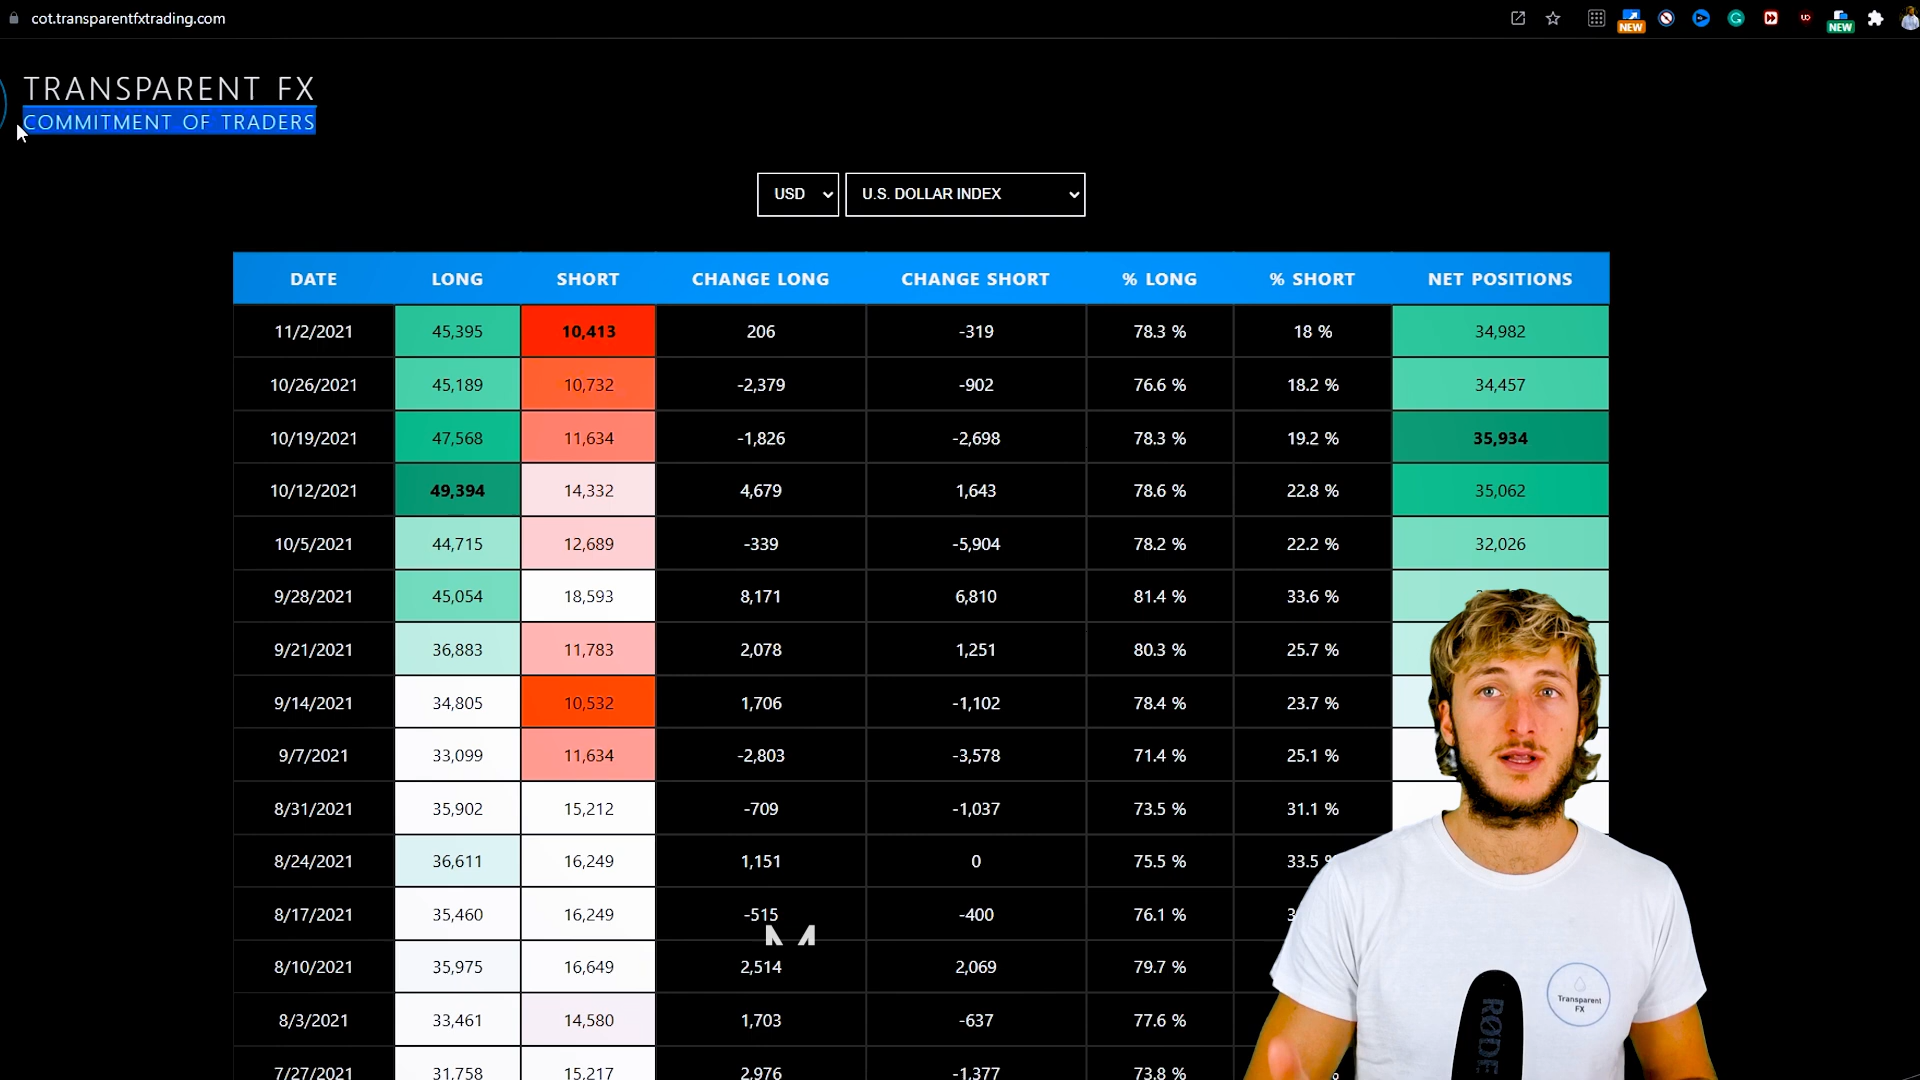 cot.transparentfxtrading.com
NEW
NEW
TRANSPARENT FX
COMMITMENT OF TRADERS
USD
U.S. DOLLAR INDEX
DATE LONG SHORT CHANGE LONG CHANGE SHORT % LONG % SHORT NET POSITIONS
11/2/2021 45,395 10,413 206 -319 78.3 % 18 % 34,982
10/26/2021 45,189 10,732 -2,379 -902 76.6 % 18.2 % 34,457
10/19/2021 47,568 11,634 -1,826 -2,698 78.3 % 19.2 % 35,934
10/12/2021 49,394 14,332 4,679 1,643 78.6 % 22.8 % 35,062
10/5/2021 44,715 12,689 -339 -5,904 78.2 % 22.2 % 32,026
9/28/2021 45,054 18,593 8,171 6,810 81.4 % 33.6 %
9/21/2021 36,883 11,783 2,078 1,251 80.3 % 25.7 %
9/14/2021 34,805 10,532 1,706 -1,102 78.4 % 23.7 %
9/7/2021 33,099 11,634 -2,803 -3,578 71.4 % 25.1 %
8/31/2021 35,902 15,212 -709 -1,037 73.5 % 31.1 %
8/24/2021 36,611 16,249 1,151 0 75.5 % 33.5 %
8/17/2021 35,460 16,249 -515 -400 76.1 %
8/10/2021 35,975 16,649 2,514 2,069 79.7 %
8/3/2021 33,461 14,580 1,703 -637 77.6 %
7/27/2021 31,758 15,217 2,976 -1,377 73.8 %
Transparent
FX
RØDE